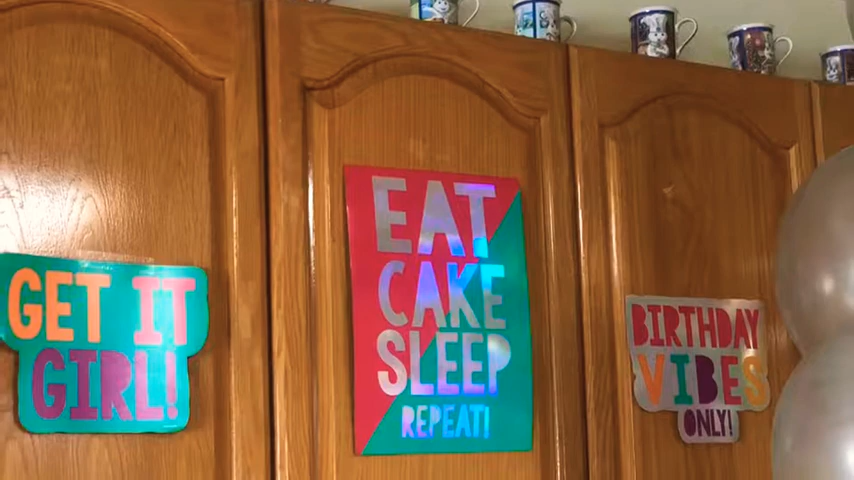 GET IT
GIRL!
EAT
CAKE
SLEEP
REPEAT!
BIRTHDAY
VIBES
ONLY!